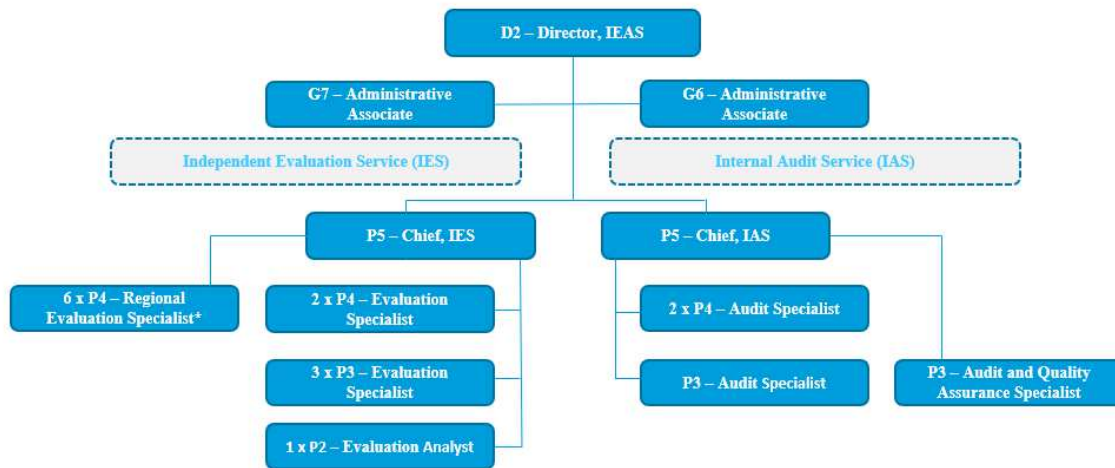 D2 – Director, IEAS
G7 – Administrative
Associate
G6 – Administrative
Associate
Independent Evaluation Service (IES)
Internal Audit Service (IAS)
P5 – Chief, IES
P5 – Chief, IAS
6 x P4 – Regional
Evaluation Specialist*
2 x P4 – Evaluation
Specialist
2 x P4 – Audit Specialist
3 x P3 – Evaluation
Specialist
P3 – Audit Specialist
P3 – Audit and Quality
Assurance Specialist
1 x P2 – Evaluation Analyst